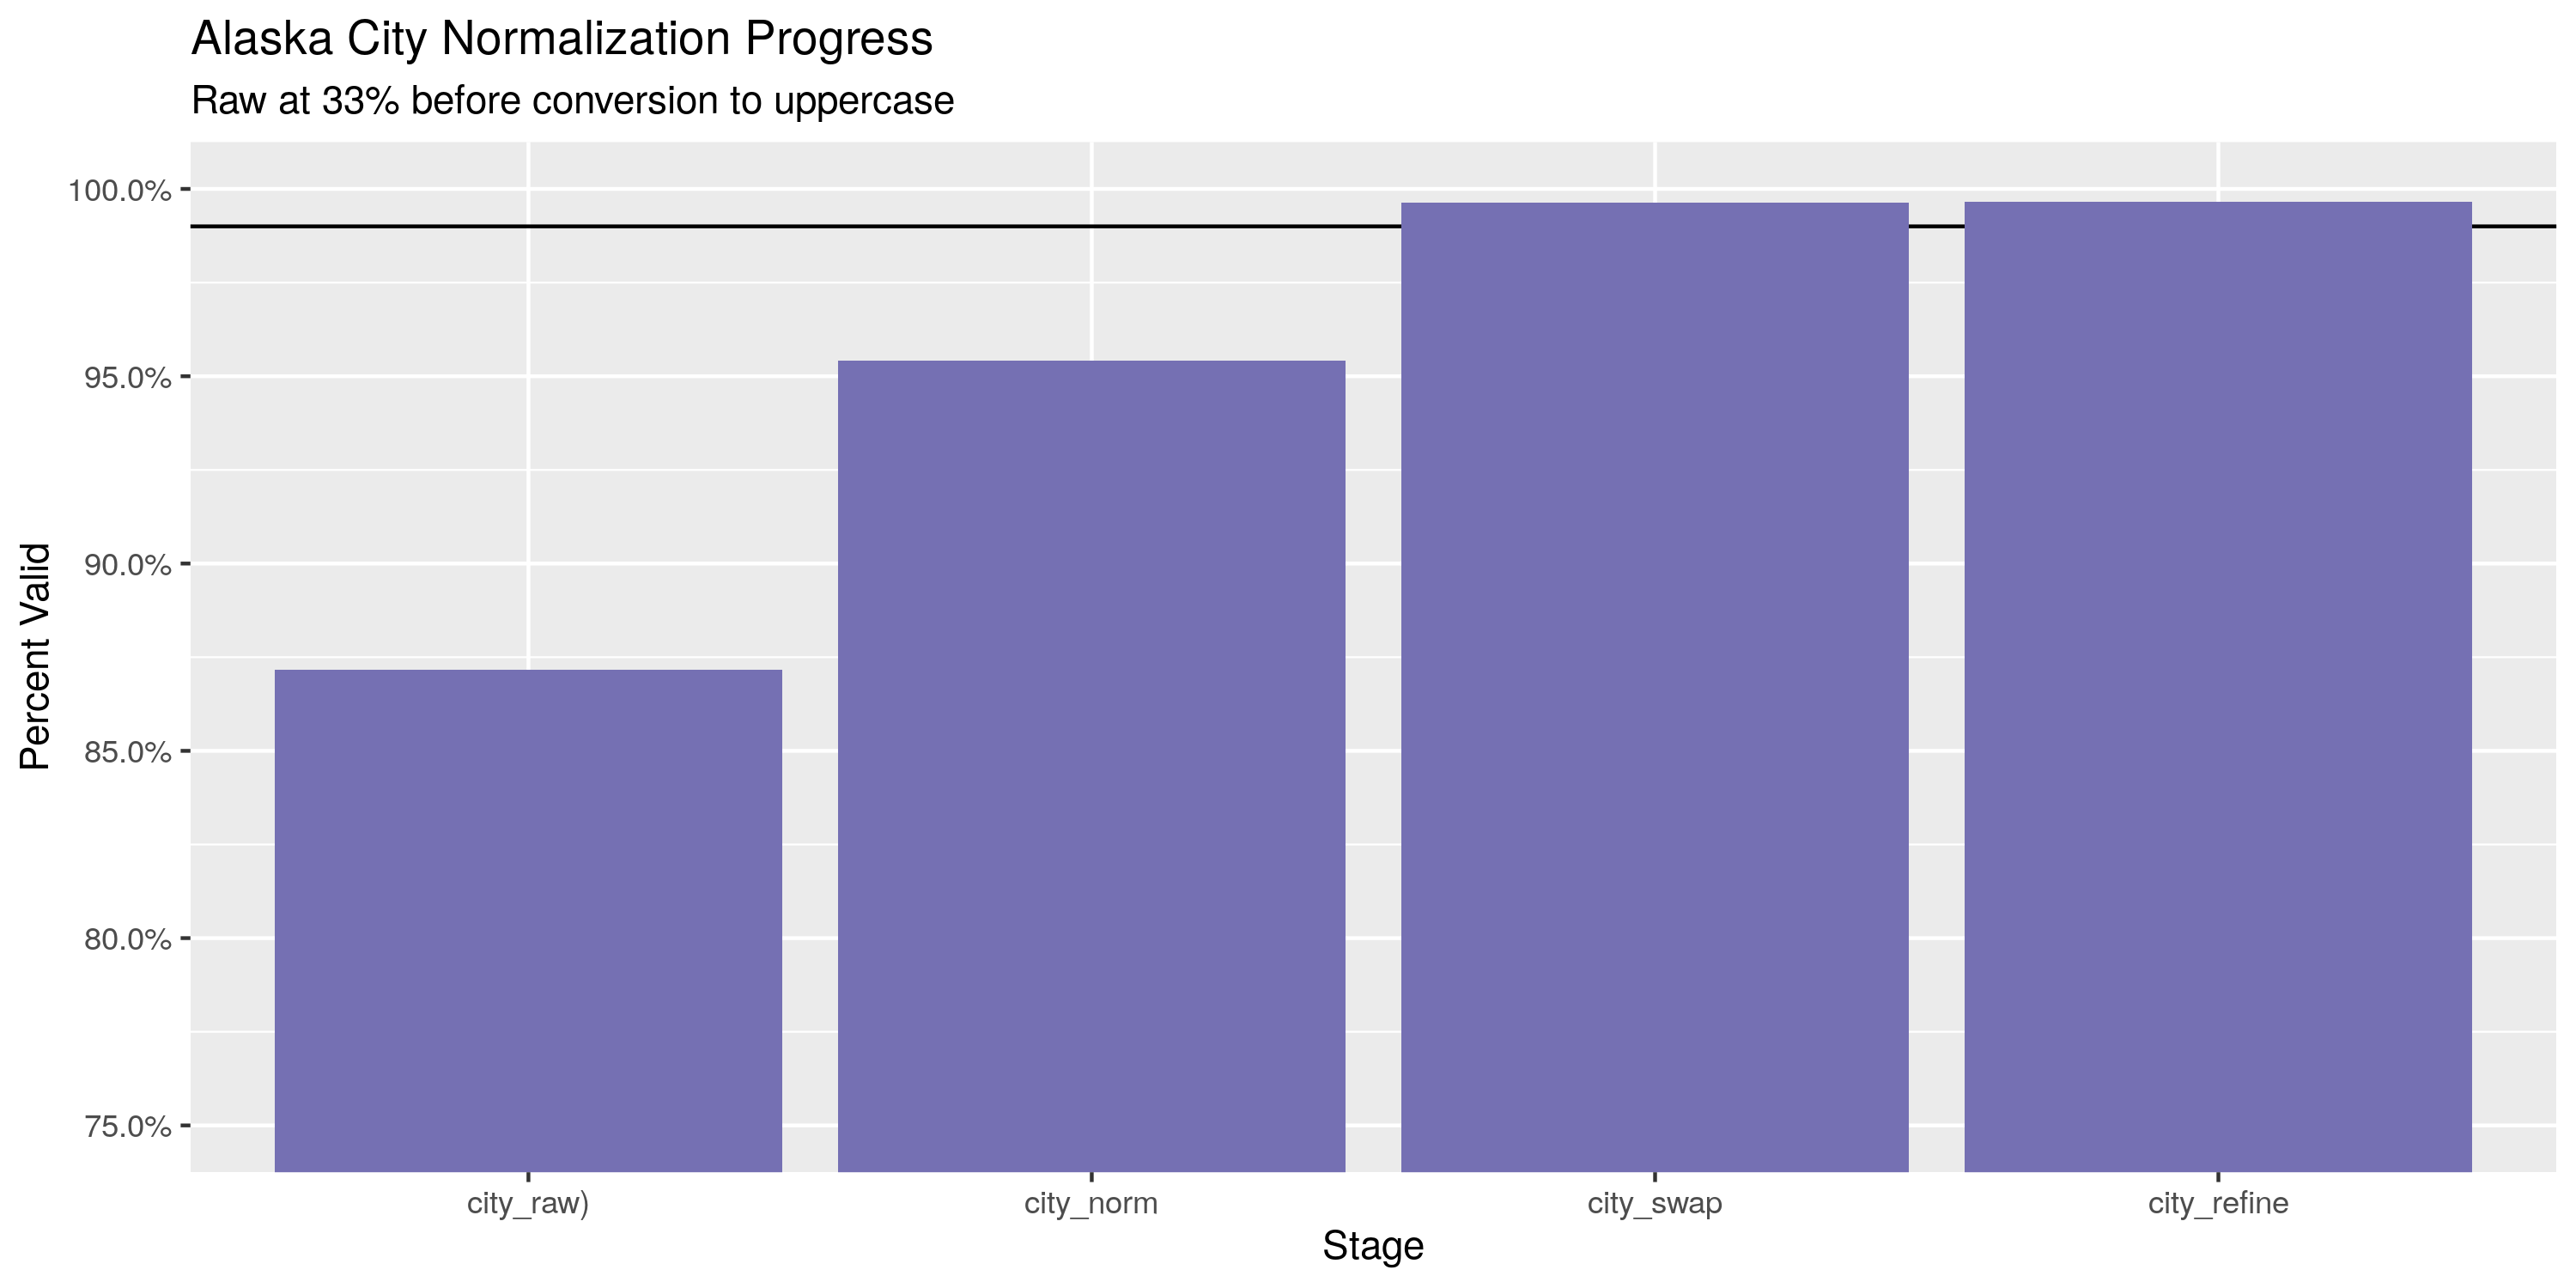 Alaska City Normalization Progress
Raw at 33% before conversion to uppercase
100.0%
95.0%
90.0%
85.0%
80.0%
75.0%
Percent Valid
city_raw)
city_norm
city_swap
city_refine
Stage